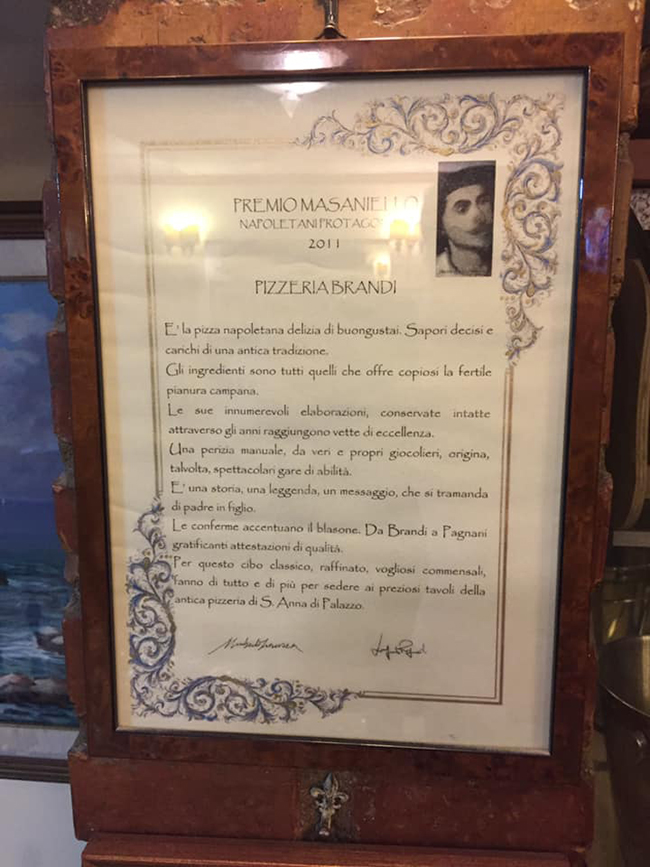 PREMIO MASANIELLO
NAPOLETANI
2011
PIZZERIA BRANDI
E' la pizza napoletana delizia di buongustai. Sapori decisi e
carichi di una antica tradizione.
Gli ingredienti sono tutti quelli che offre copiosi la fertile
pianura campana.
Le sue innumerevoli elaborazioni, conservate intatte
attraverso gli anni raggiungono vette di eccellenza.
Una perizia manuale, da veri e propri giocolieri, origina,
talvolta, spettacolari gare di abilità.
E' una storia, una leggenda, un messaggio, che si tramanda
di padre in figlio.
Le conferme accentuano il blasone. Da Brandi a Pagnani
gratificanti attestazioni di qualità.
Per questo cibo classico, raffinato, vogliosi commensali,
fanno di tutto e di più per sedere ai preziosi tavoli della
antica pizzeria di S. Anna di Palazzo.